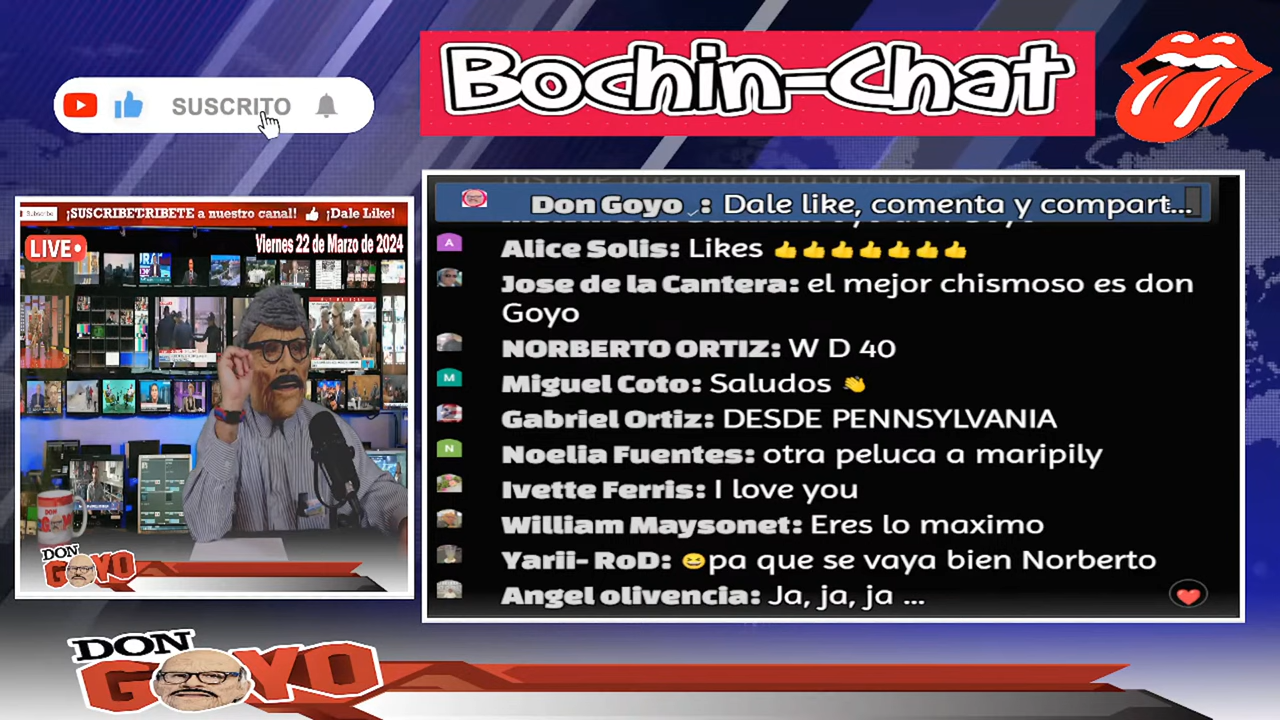 Bochin-Chat
SUSCRITO
Subscribe ¡SUSCRIBETRIBETE a nuestro canal! ¡Dale Like!
LIVE
Viernes 22 de Marzo de 2024
DON
GOYO
Don Goyo : Dale like, comenta y compart...
Alice Solis: Likes 👍👍👍👍👍👍👍
Jose de la Cantera: el mejor chismoso es don
Goyo
NORBERTO ORTIZ: W D 40
Miguel Coto: Saludos 👋
Gabriel Ortiz: DESDE PENNSYLVANIA
Noelia Fuentes: otra peluca a maripily
Ivette Ferris: I love you
William Maysonet: Eres lo maximo
Yarii- RoD: 😆pa que se vaya bien Norberto
Angel olivencia: Ja, ja, ja ...
DON
GOYO